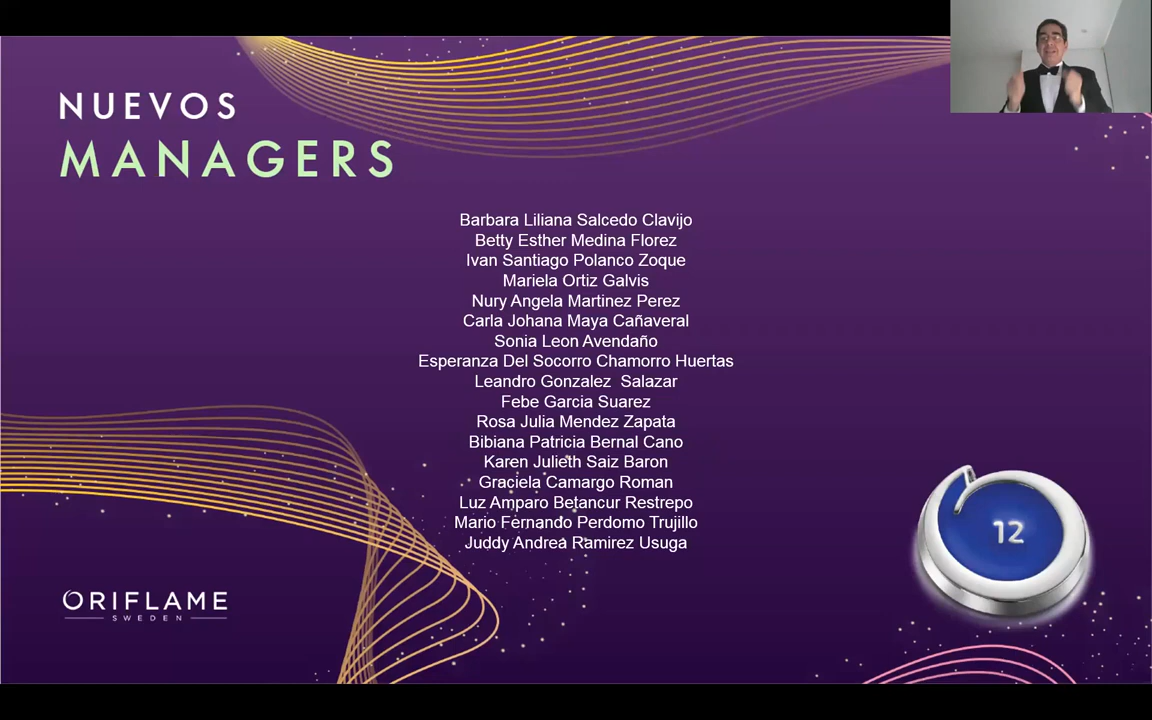 NUEVOS
MANAGERS
Barbara Liliana Salcedo Clavijo
Betty Esther Medina Florez
Ivan Santiago Polanco Zoque
Mariela Ortiz Galvis
Nury Angela Martinez Perez
Carla Johana Maya Cañaveral
Sonia Leon Avendaño
Esperanza Del Socorro Chamorro Huertas
Leandro Gonzalez  Salazar
Febe Garcia Suarez
Rosa Julia Mendez Zapata
Bibiana Patricia Bernal Cano
Karen Julieth Saiz Baron
Graciela Camargo Roman
Luz Amparo Betancur Restrepo
Mario Fernando Perdomo Trujillo
Juddy Andrea Ramirez Usuga
12
ORIFLAME
SWEDEN